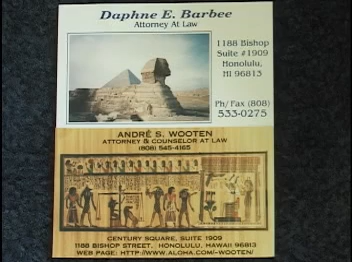 Daphne E. Barbee
Attorney At Law
1188 Bishop
Suite #1909
Honolulu,
HI 96813
Ph/Fax (808)
533-0275
ANDRÉ S. WOOTEN
ATTORNEY & COUNSELOR AT LAW
(808) 545-4165
CENTURY SQUARE, SUITE 1909
1188 BISHOP STREET, HONOLULU, HAWAII 96813
WEB PAGE: HTTP://WWW.ALOHA.COM/~WOOTEN/